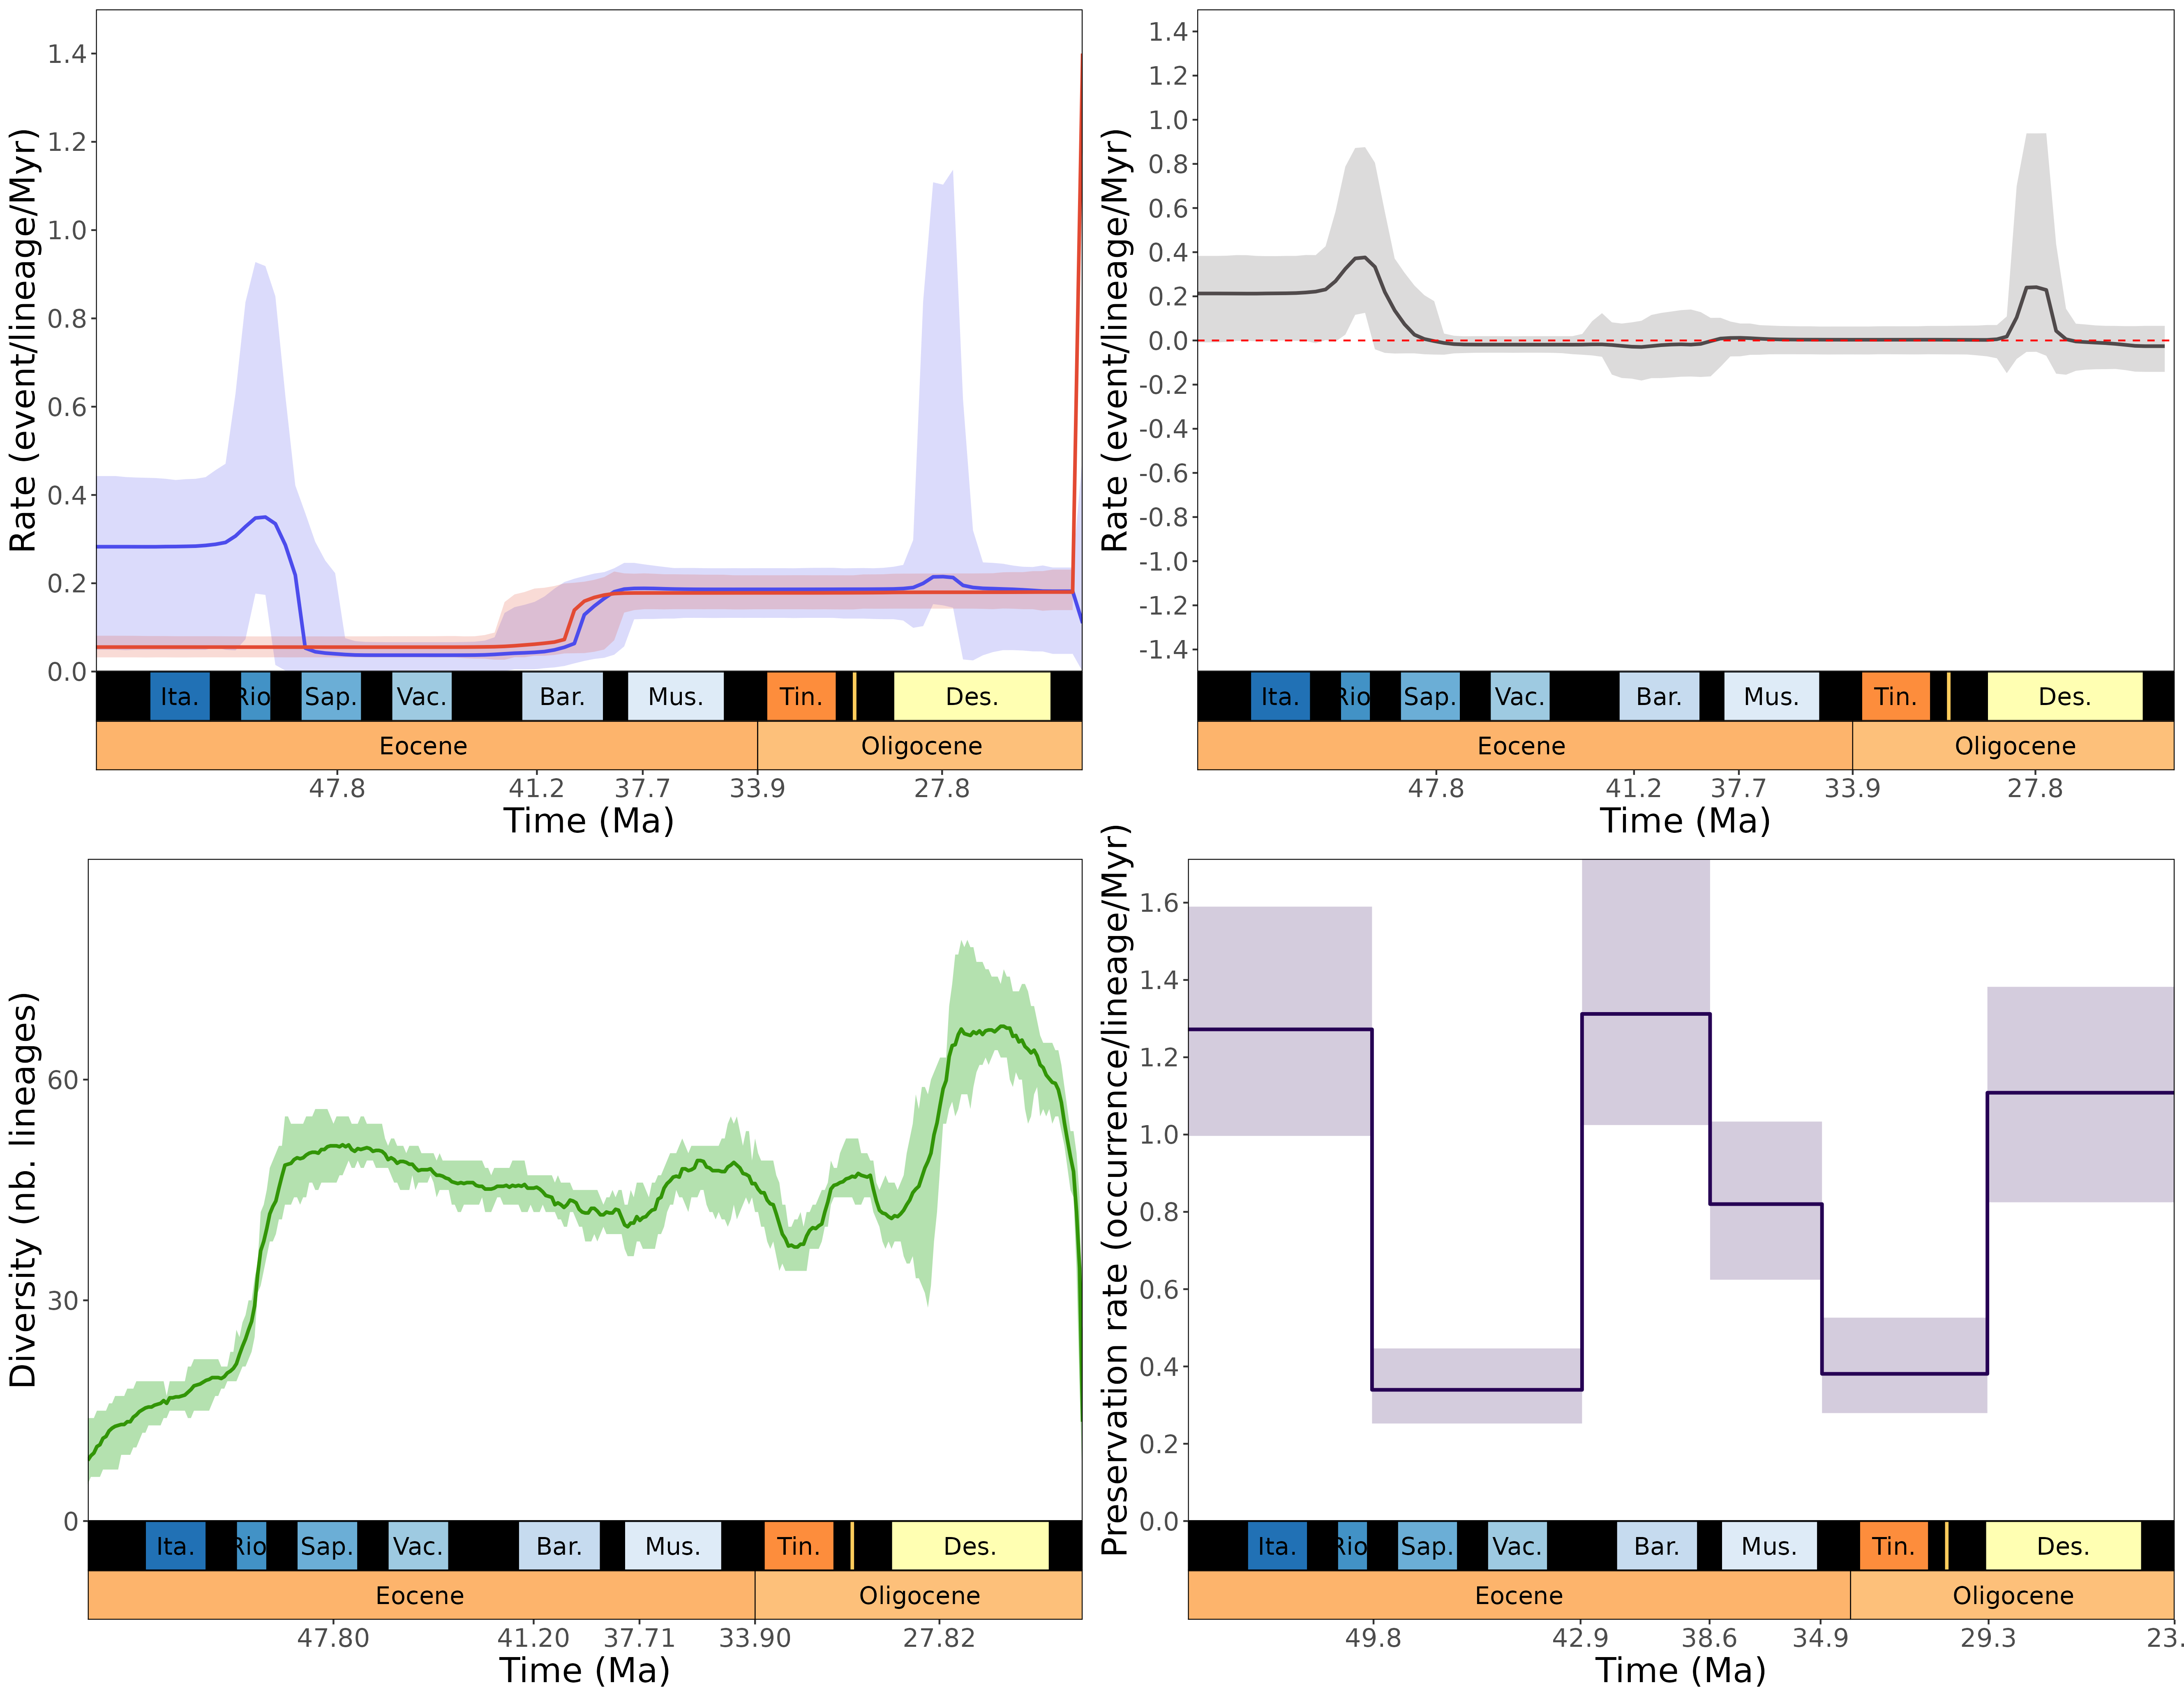 Rate (event/lineage/Myr)
1.4
1.2
1.0
0.8
0.6
0.4
0.2
0.0
Ita. Rio Sap. Vac. Bar. Mus. Tin. Des.
Eocene Oligocene
47.8 41.2 37.7 33.9 27.8
Time (Ma)
Rate (event/lineage/Myr)
1.4
1.2
1.0
0.8
0.6
0.4
0.2
0.0
-0.2
-0.4
-0.6
-0.8
-1.0
-1.2
-1.4
Ita. Rio Sap. Vac. Bar. Mus. Tin. Des.
Eocene Oligocene
47.8 41.2 37.7 33.9 27.8
Time (Ma)
Diversity (nb. lineages)
60
30
0
Ita. Rio Sap. Vac. Bar. Mus. Tin. Des.
Eocene Oligocene
47.80 41.20 37.71 33.90 27.82
Time (Ma)
Preservation rate (occurrence/lineage/Myr)
1.6
1.4
1.2
1.0
0.8
0.6
0.4
0.2
0.0
Ita. Rio Sap. Vac. Bar. Mus. Tin. Des.
Eocene Oligocene
49.8 42.9 38.6 34.9 29.3 23.
Time (Ma)